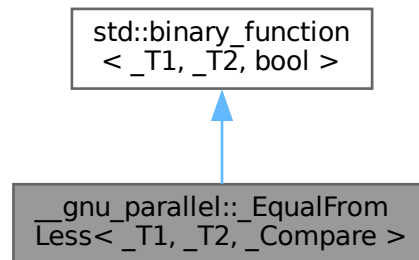 std::binary_function
< _T1, _T2, bool >
__gnu_parallel::_EqualFrom
Less< _T1, _T2, _Compare >